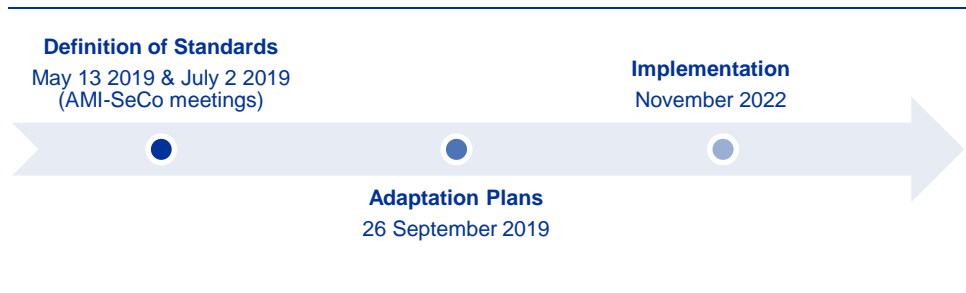 Definition of Standards
May 13 2019 & July 2 2019
(AMI-SeCo meetings)
Adaptation Plans
26 September 2019
Implementation
November 2022